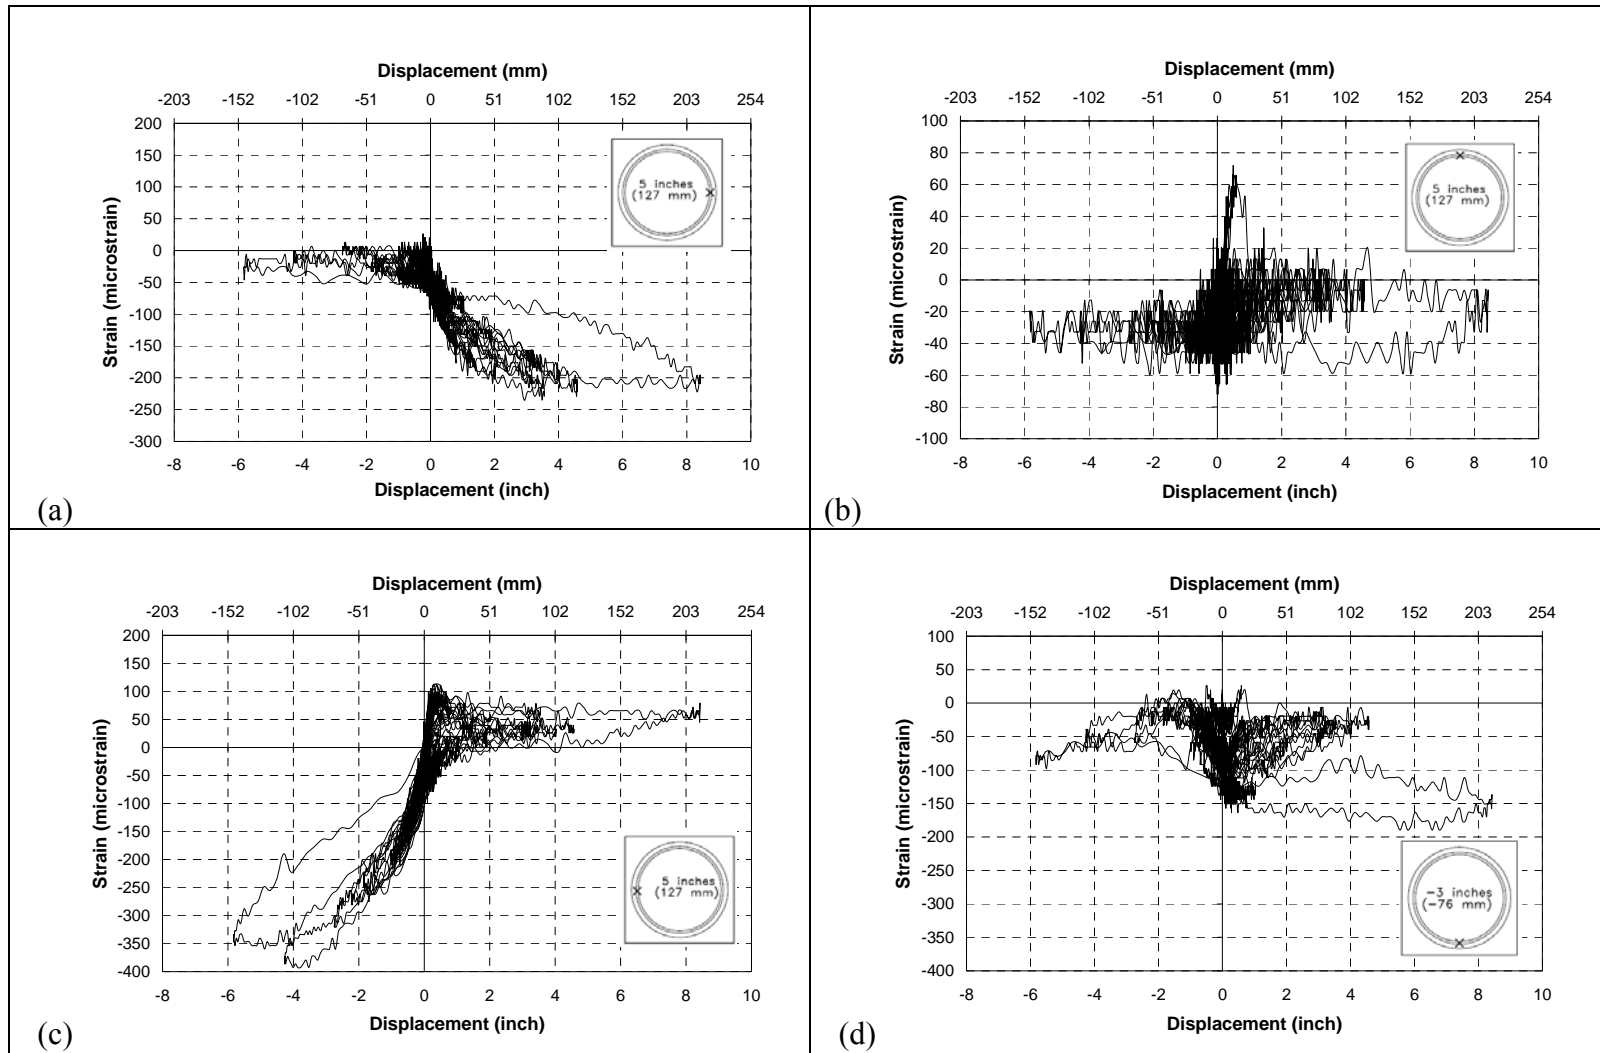 Displacement (mm)
-203 -152 -102 -51 0 51 102 152 203 254
200
150
100
50
0
-50
-100
-150
-200
-250
-300
Strain (microstrain)
5 inches
(127 mm)
-8 -6 -4 -2 0 2 4 6 8 10
Displacement (inch)
(a)
Displacement (mm)
-203 -152 -102 -51 0 51 102 152 203 254
100
80
60
40
20
0
-20
-40
-60
-80
-100
Strain (microstrain)
5 inches
(127 mm)
-8 -6 -4 -2 0 2 4 6 8 10
Displacement (inch)
(b)
Displacement (mm)
-203 -152 -102 -51 0 51 102 152 203 254
200
150
100
50
0
-50
-100
-150
-200
-250
-300
-350
-400
Strain (microstrain)
5 inches
(127 mm)
-8 -6 -4 -2 0 2 4 6 8 10
Displacement (inch)
(c)
Displacement (mm)
-203 -152 -102 -51 0 51 102 152 203 254
100
50
0
-50
-100
-150
-200
-250
-300
-350
-400
Strain (microstrain)
-3 inches
(-76 mm)
-8 -6 -4 -2 0 2 4 6 8 10
Displacement (inch)
(d)